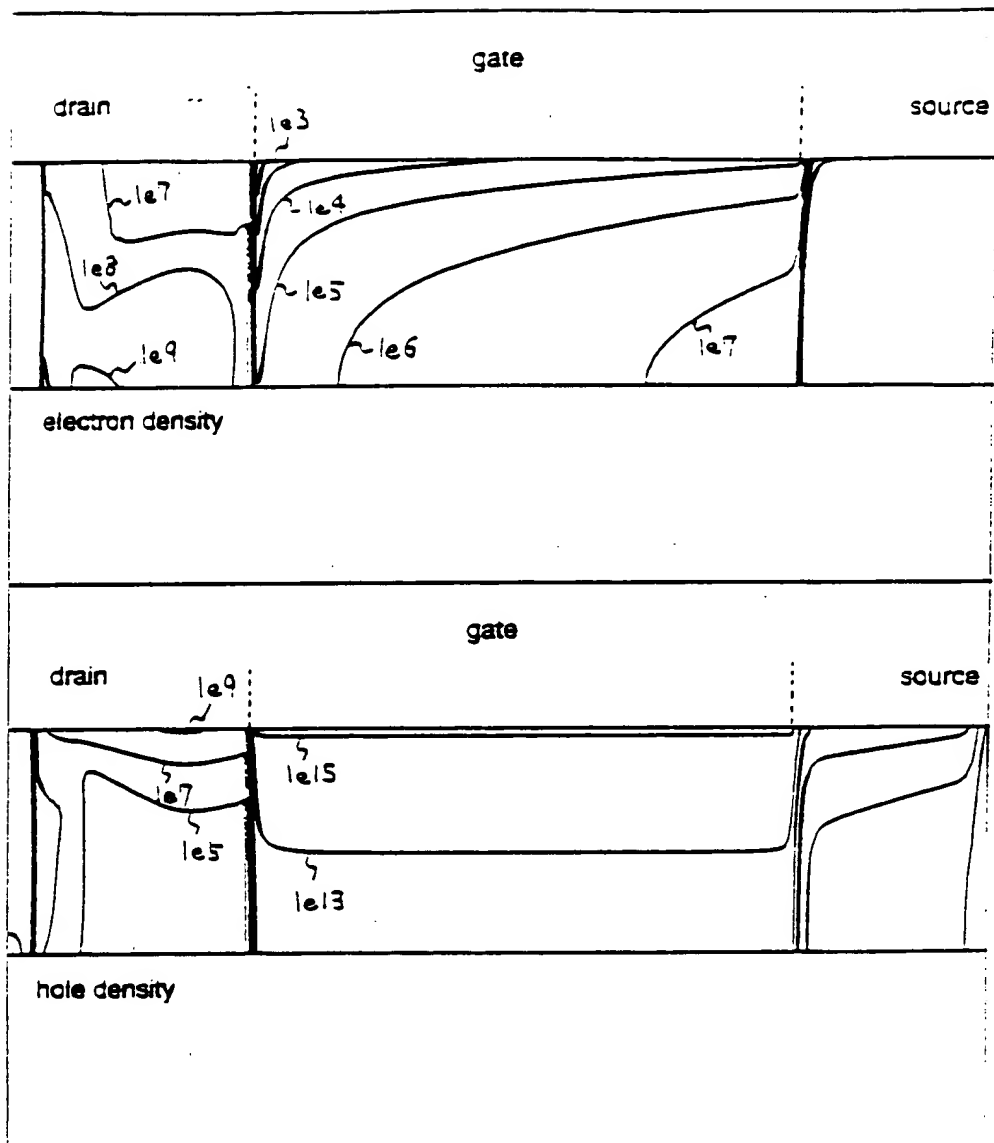 gate
drain
source
1e3
1e7
1e4
1e8
1e5
1e9
1e6
1e7
electron density
gate
drain
source
1e9
1e15
1e7
1e5
1e13
hole density